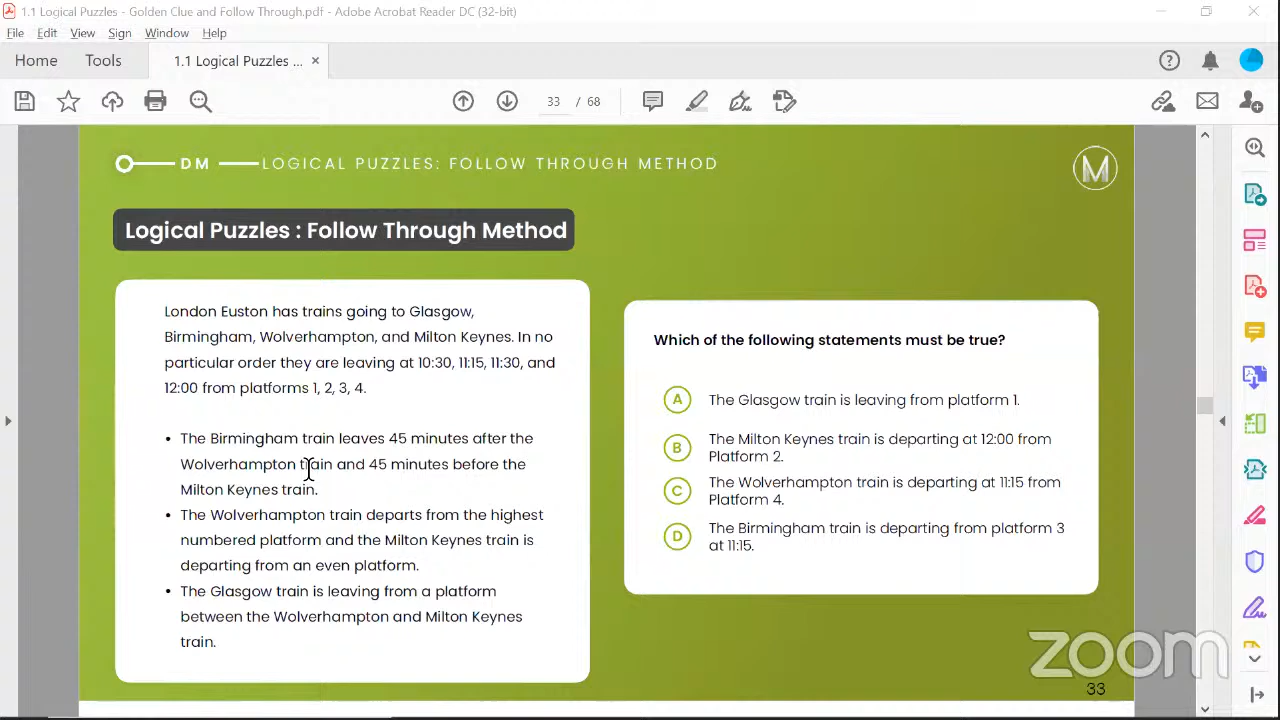 1.1 Logical Puzzles - Golden Clue and Follow Through.pdf - Adobe Acrobat Reader DC (32-bit)
File Edit View Sign Window Help
Home Tools 1.1 Logical Puzzles ... ×
33 / 68
DM LOGICAL PUZZLES: FOLLOW THROUGH METHOD
M
Logical Puzzles : Follow Through Method
London Euston has trains going to Glasgow,
Birmingham, Wolverhampton, and Milton Keynes. In no
particular order they are leaving at 10:30, 11:15, 11:30, and
12:00 from platforms 1, 2, 3, 4.
• The Birmingham train leaves 45 minutes after the
Wolverhampton train and 45 minutes before the
Milton Keynes train.
• The Wolverhampton train departs from the highest
numbered platform and the Milton Keynes train is
departing from an even platform.
• The Glasgow train is leaving from a platform
between the Wolverhampton and Milton Keynes
train.
Which of the following statements must be true?
A The Glasgow train is leaving from platform 1.
B The Milton Keynes train is departing at 12:00 from
Platform 2.
C The Wolverhampton train is departing at 11:15 from
Platform 4.
D The Birmingham train is departing from platform 3
at 11:15.
zoom
33